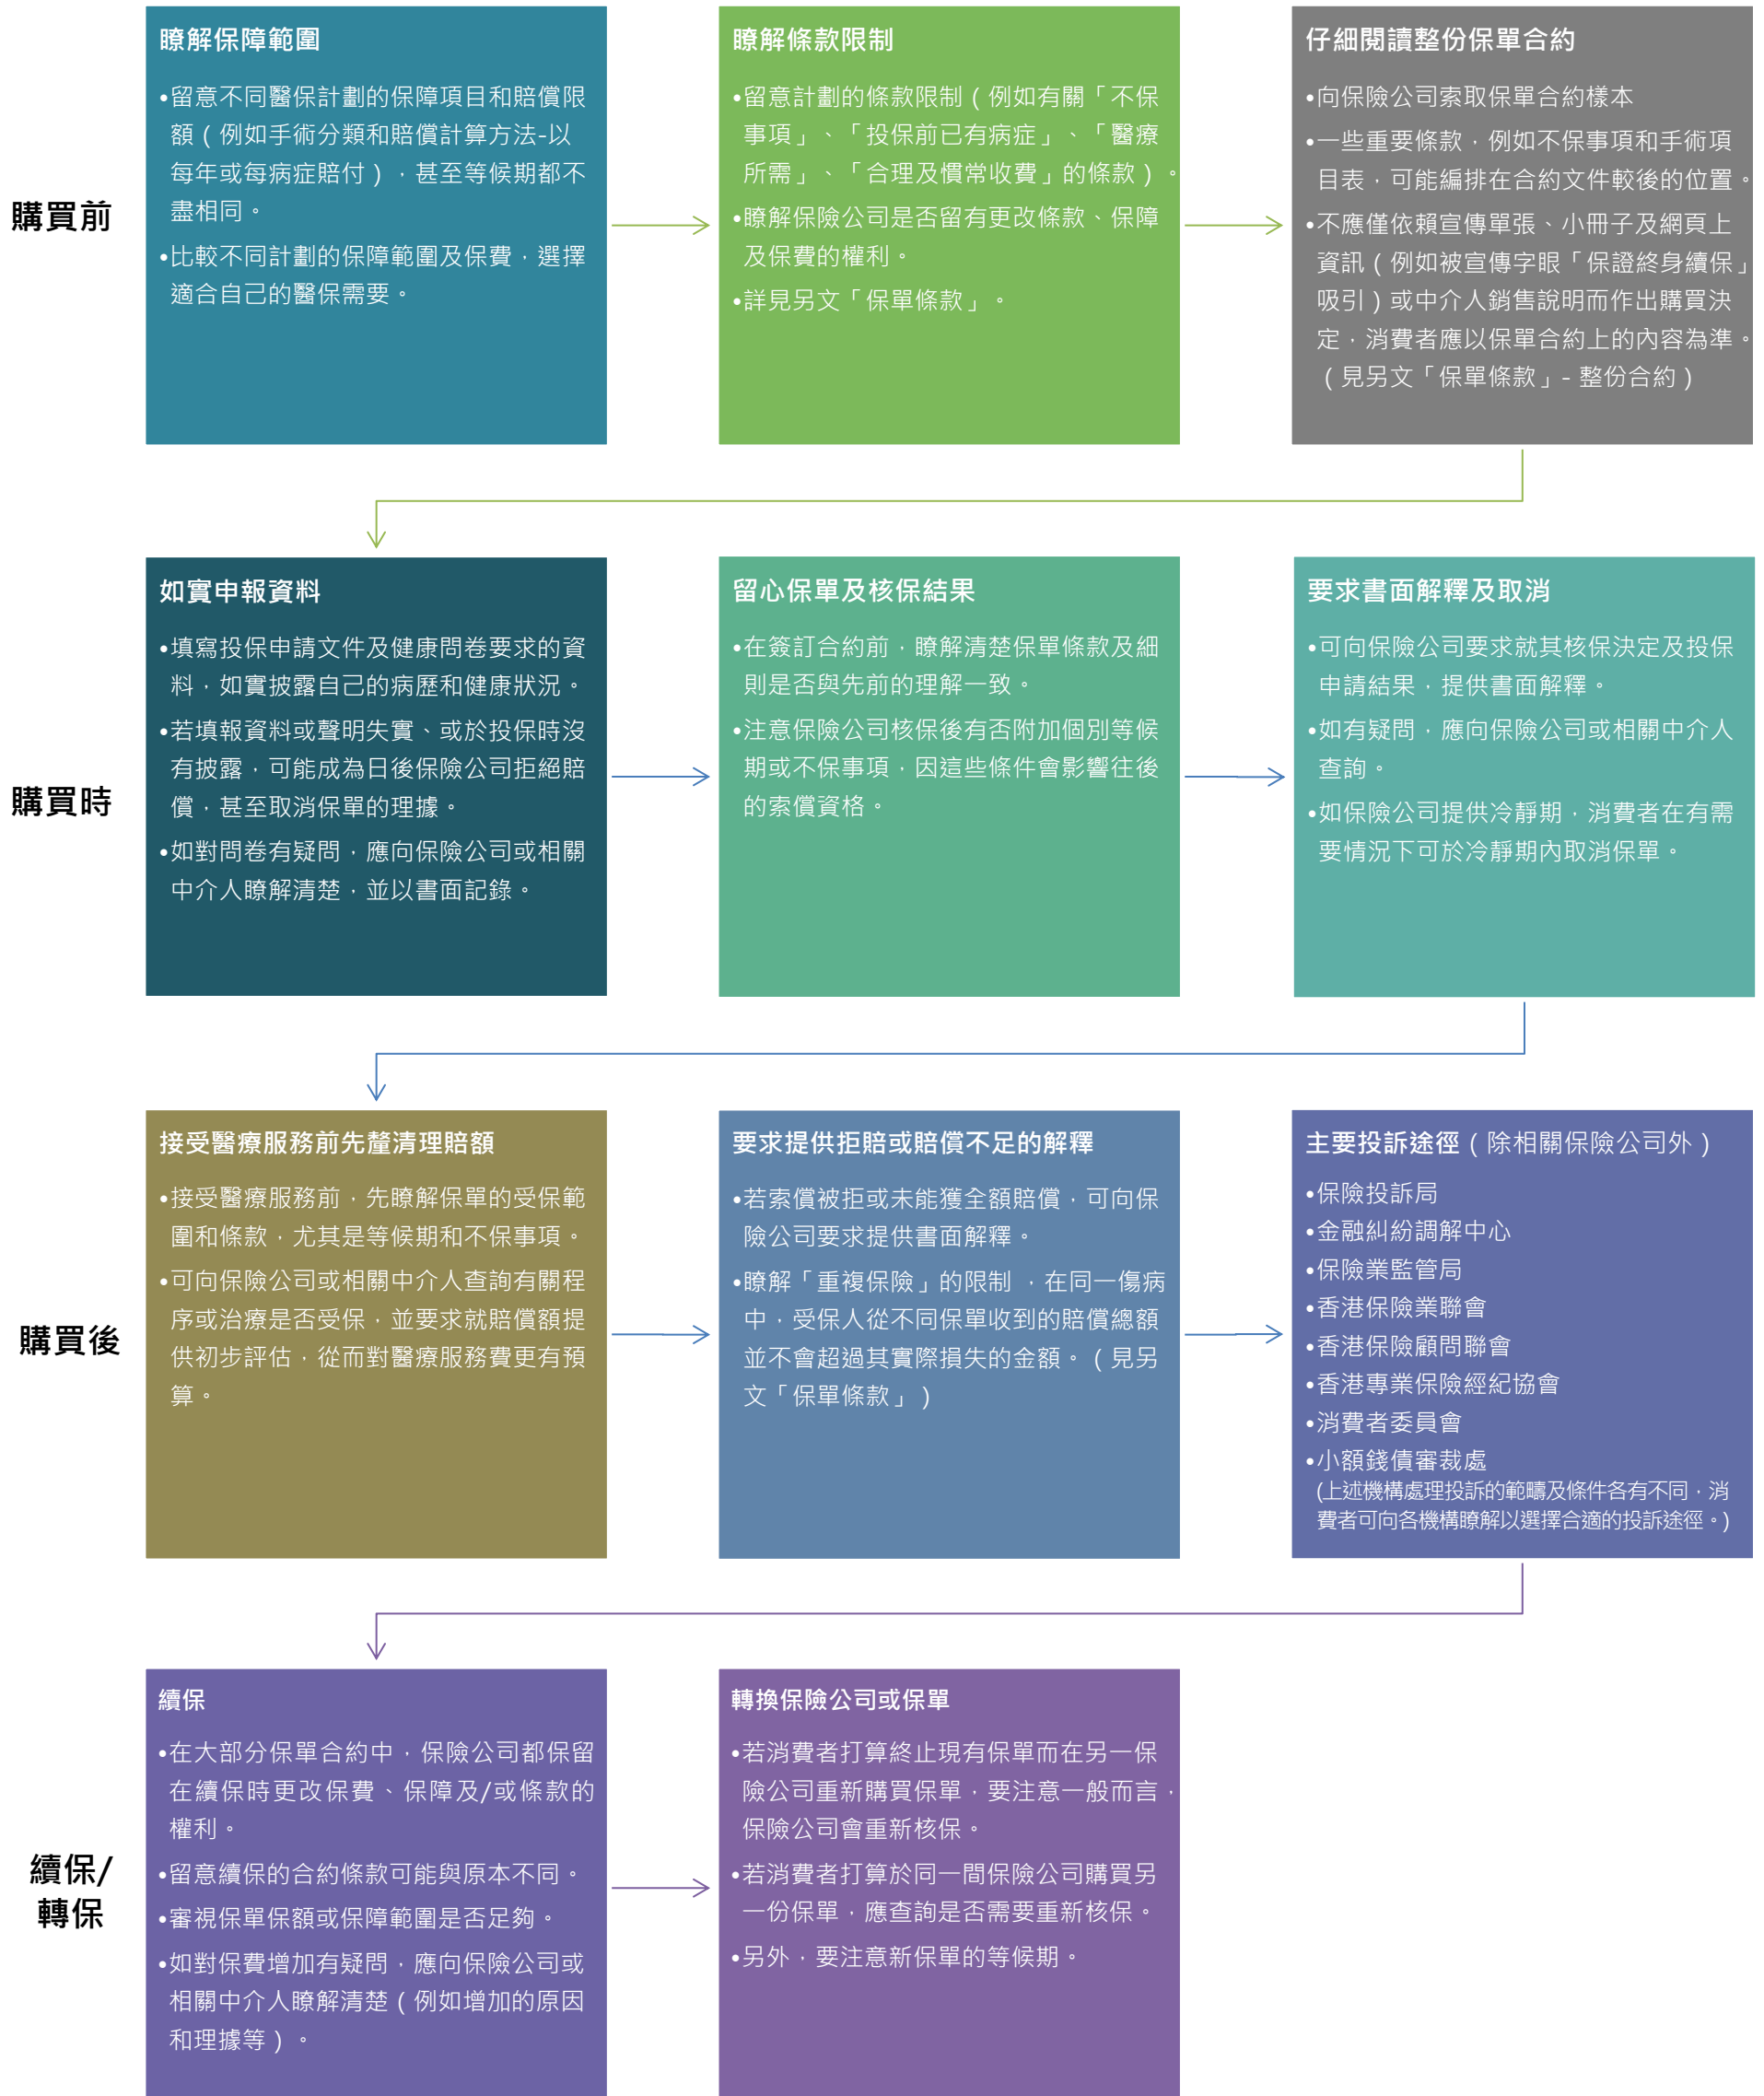 購買前
瞭解保障範圍
•留意不同醫保計劃的保障項目和賠償限
額（例如手術分類和賠償計算方法-以
每年或每病症賠付），甚至等候期都不
盡相同。
•比較不同計劃的保障範圍及保費，選擇
適合自己的醫保需要。
瞭解條款限制
•留意計劃的條款限制（例如有關「不保
事項」、「投保前已有病症」、「醫療
所需」、「合理及慣常收費」的條款）。
•瞭解保險公司是否留有更改條款、保障
及保費的權利。
•詳見另文「保單條款」。
仔細閱讀整份保單合約
•向保險公司索取保單合約樣本
•一些重要條款，例如不保事項和手術項
目表，可能編排在合約文件較後的位置。
•不應僅依賴宣傳單張、小冊子及網頁上
資訊（例如被宣傳字眼「保證終身續保」
吸引）或中介人銷售說明而作出購買決
定，消費者應以保單合約上的內容為準。
（見另文「保單條款」- 整份合約）
購買時
如實申報資料
•填寫投保申請文件及健康問卷要求的資
料，如實披露自己的病歷和健康狀況。
•若填報資料或聲明失實、或於投保時沒
有披露，可能成為日後保險公司拒絕賠
償，甚至取消保單的理據。
•如對問卷有疑問，應向保險公司或相關
中介人瞭解清楚，並以書面記錄。
留心保單及核保結果
•在簽訂合約前，瞭解清楚保單條款及細
則是否與先前的理解一致。
•注意保險公司核保後有否附加個別等候
期或不保事項，因這些條件會影響往後
的索償資格。
要求書面解釋及取消
•可向保險公司要求就其核保決定及投保
申請結果，提供書面解釋。
•如有疑問，應向保險公司或相關中介人
查詢。
•如保險公司提供冷靜期，消費者在有需
要情況下可於冷靜期內取消保單。
購買後
接受醫療服務前先釐清理賠額
•接受醫療服務前，先瞭解保單的受保範
圍和條款，尤其是等候期和不保事項。
•可向保險公司或相關中介人查詢有關程
序或治療是否受保，並要求就賠償額提
供初步評估，從而對醫療服務費更有預
算。
要求提供拒賠或賠償不足的解釋
•若索償被拒或未能獲全額賠償，可向保
險公司要求提供書面解釋。
•瞭解「重複保險」的限制 ，在同一傷病
中，受保人從不同保單收到的賠償總額
並不會超過其實際損失的金額。（見另
文「保單條款」）
主要投訴途徑（除相關保險公司外）
•保險投訴局
•金融糾紛調解中心
•保險業監管局
•香港保險業聯會
•香港保險顧問聯會
•香港專業保險經紀協會
•消費者委員會
•小額錢債審裁處
(上述機構處理投訴的範疇及條件各有不同，消
費者可向各機構瞭解以選擇合適的投訴途徑。)
續保/
轉保
續保
•在大部分保單合約中，保險公司都保留
在續保時更改保費、保障及/或條款的
權利。
•留意續保的合約條款可能與原本不同。
•審視保單保額或保障範圍是否足夠。
•如對保費增加有疑問，應向保險公司或
相關中介人瞭解清楚（例如增加的原因
和理據等）。
轉換保險公司或保單
•若消費者打算終止現有保單而在另一保
險公司重新購買保單，要注意一般而言，
保險公司會重新核保。
•若消費者打算於同一間保險公司購買另
一份保單，應查詢是否需要重新核保。
•另外，要注意新保單的等候期。